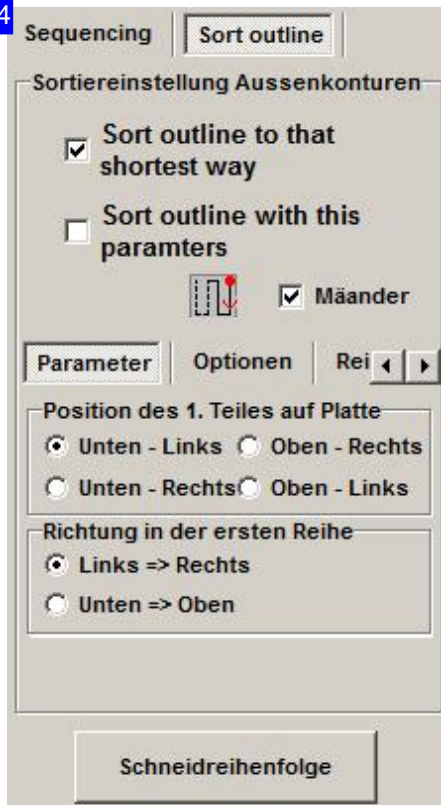 4
Sequencing
Sort outline
Sortiereinstellung Aussenkonturen
Sort outline to that
shortest way
Sort outline with this
paramters
Mäander
Parameter
Optionen
Rei
Position des 1. Teiles auf Platte
Unten - Links
Oben - Rechts
Unten - Rechts
Oben - Links
Richtung in der ersten Reihe
Links => Rechts
Unten => Oben
Schneidreihenfolge